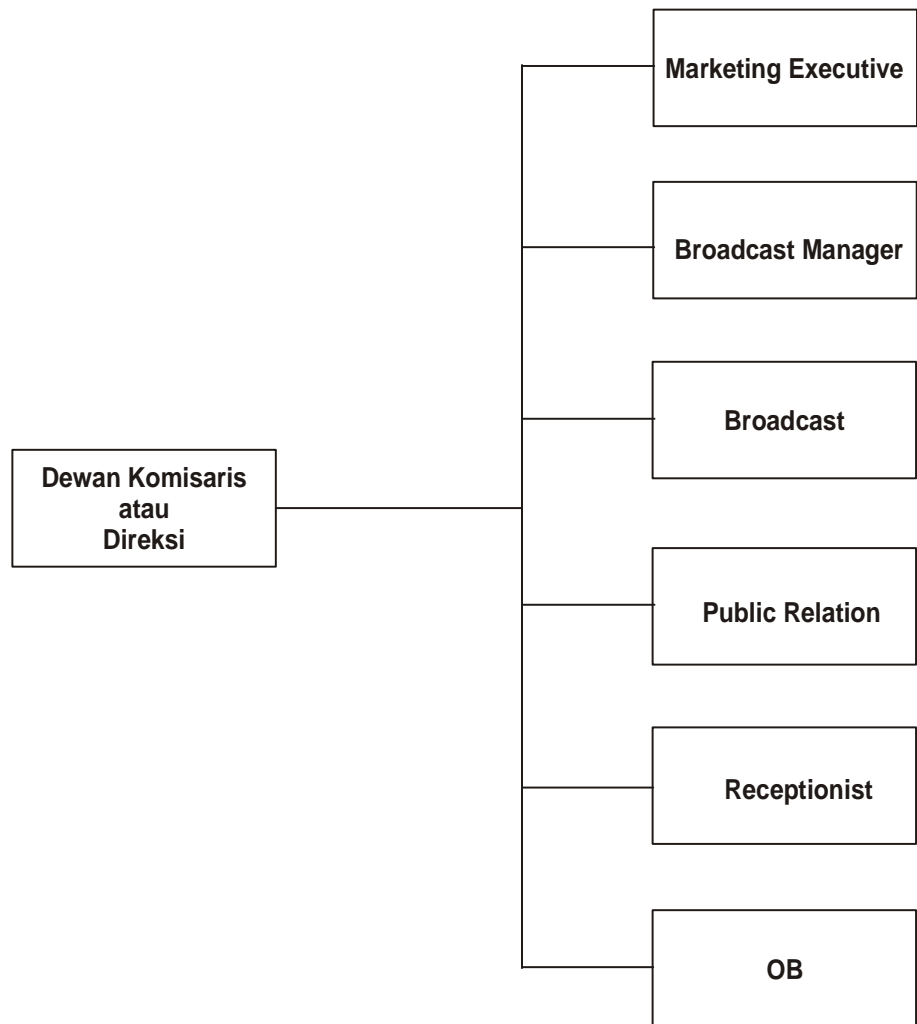 Marketing Executive
Broadcast Manager
Broadcast
Dewan Komisaris
atau
Direksi
Public Relation
Receptionist
OB